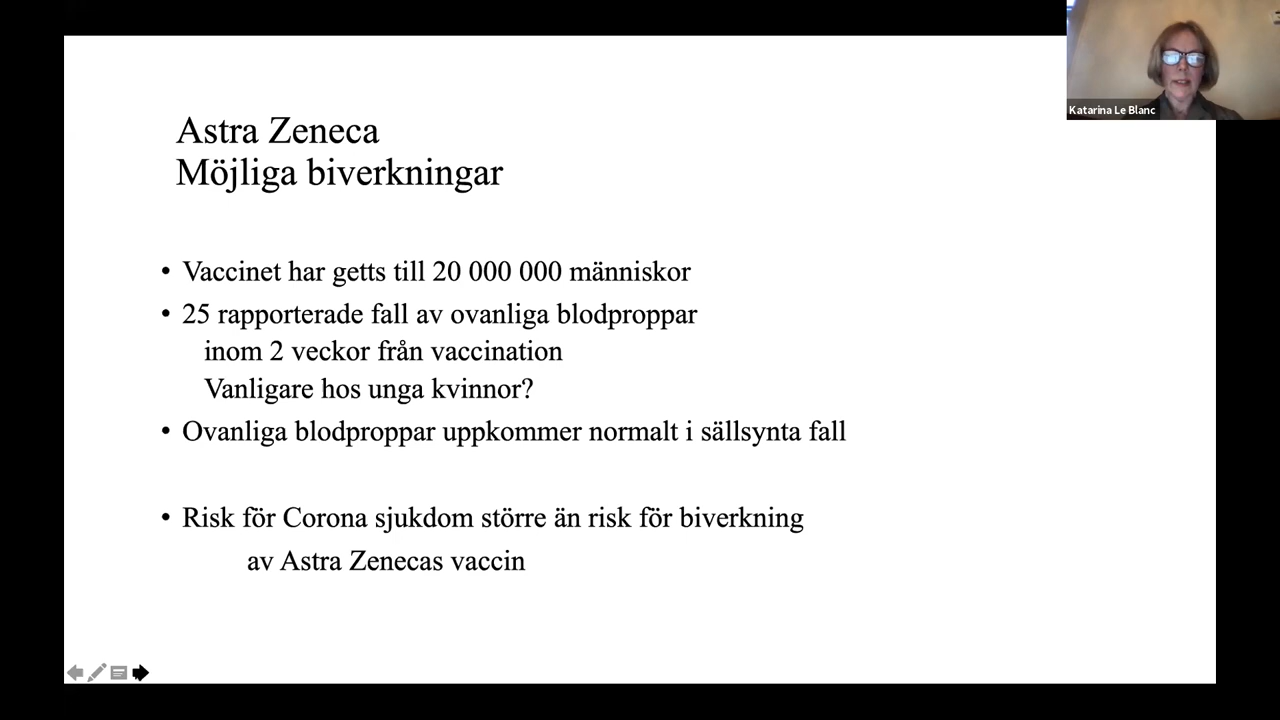 Katarina Le Blanc
Astra Zeneca
Möjliga biverkningar
• Vaccinet har getts till 20 000 000 människor
• 25 rapporterade fall av ovanliga blodproppar
inom 2 veckor från vaccination
Vanligare hos unga kvinnor?
• Ovanliga blodproppar uppkommer normalt i sällsynta fall
• Risk för Corona sjukdom större än risk för biverkning
av Astra Zenecas vaccin